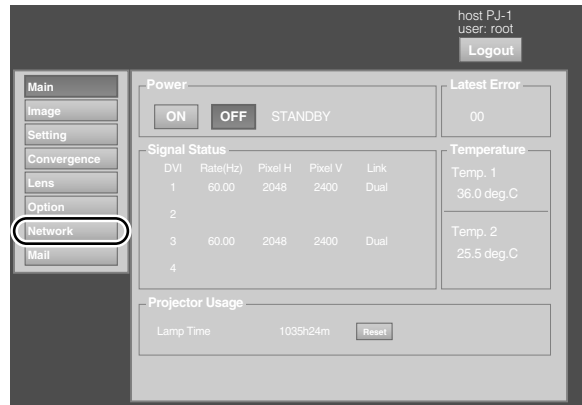 host PJ-1
user: root
Logout
Main
Image
Setting
Convergence
Lens
Option
Network
Mail
Power
ON OFF STANDBY
Latest Error
00
Signal Status
DVI Rate(Hz) Pixel H Pixel V Link
1 60.00 2048 2400 Dual
2
3 60.00 2048 2400 Dual
4
Temperature
Temp. 1
36.0 deg.C
Temp. 2
25.5 deg.C
Projector Usage
Lamp Time 1035h24m Reset